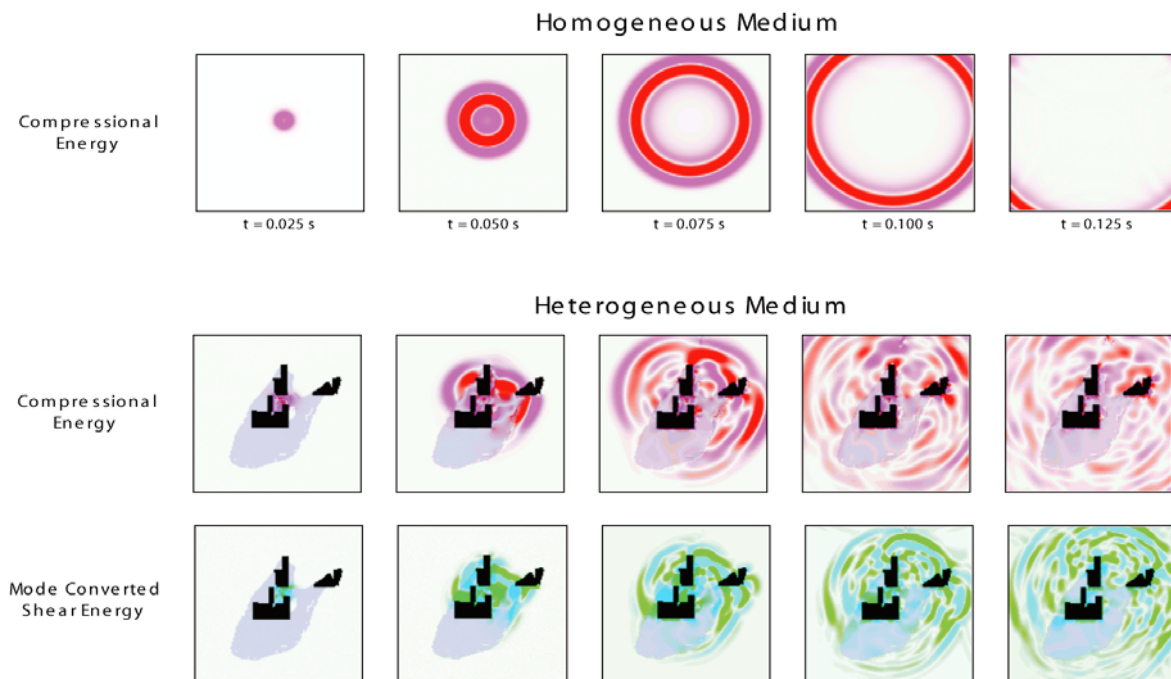 Homogeneous Medium
Compressional
Energy
t = 0.025 s
t = 0.050 s
t = 0.075 s
t = 0.100 s
t = 0.125 s
Heterogeneous Medium
Compressional
Energy
Mode Converted
Shear Energy